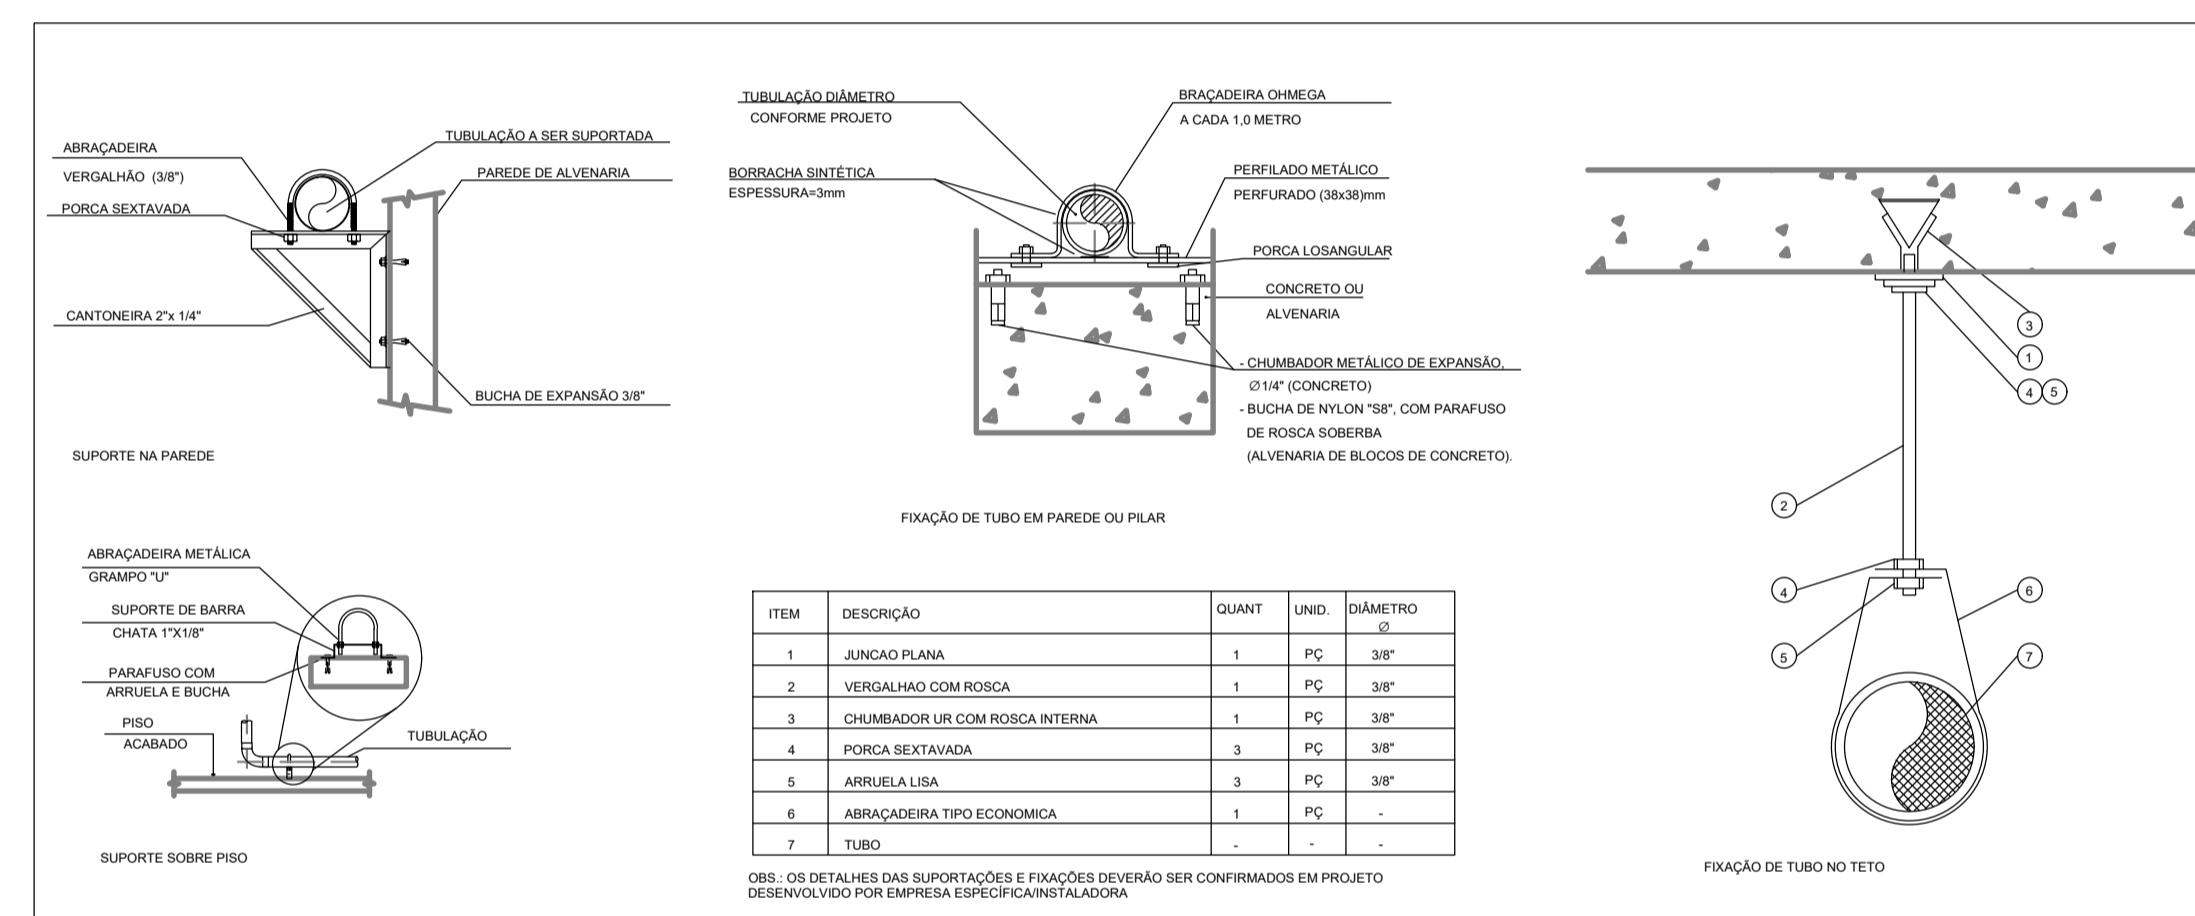 ABRAÇADEIRA
VERGALHÃO (3/8")
PORCA SEXTAVADA
CANTONEIRA 2"x 1/4"
TUBULAÇÃO A SER SUPORTADA
PAREDE DE ALVENARIA
BUCHA DE EXPANSÃO 3/8"
SUPORTE NA PAREDE
TUBULAÇÃO DIÂMETRO
CONFORME PROJETO
BORRACHA SINTÉTICA
ESPESSURA=3mm
BRAÇADEIRA OHMEGA
A CADA 1,0 METRO
PERFILADO METÁLICO
PERFURADO (38x38)mm
PORCA LOSANGULAR
CONCRETO OU
ALVENARIA
- CHUMBADOR METÁLICO DE EXPANSÃO,
∅1/4" (CONCRETO)
- BUCHA DE NYLON "S8", COM PARAFUSO
DE ROSCA SOBERBA
(ALVENARIA DE BLOCOS DE CONCRETO).
FIXAÇÃO DE TUBO EM PAREDE OU PILAR
ABRAÇADEIRA METÁLICA
GRAMPO "U"
SUPORTE DE BARRA
CHATA 1"X1/8"
PARAFUSO COM
ARRUELA E BUCHA
PISO
ACABADO
TUBULAÇÃO
SUPORTE SOBRE PISO
ITEM DESCRIÇÃO QUANT UNID. DIÂMETRO
∅
1 JUNCAO PLANA 1 PÇ 3/8"
2 VERGALHAO COM ROSCA 1 PÇ 3/8"
3 CHUMBADOR UR COM ROSCA INTERNA 1 PÇ 3/8"
4 PORCA SEXTAVADA 3 PÇ 3/8"
5 ARRUELA LISA 3 PÇ 3/8"
6 ABRAÇADEIRA TIPO ECONOMICA 1 PÇ -
7 TUBO - - -
OBS.: OS DETALHES DAS SUPORTAÇÕES E FIXAÇÕES DEVERÃO SER CONFIRMADOS EM PROJETO
DESENVOLVIDO POR EMPRESA ESPECÍFICA/INSTALADORA
3
1
4 5
2
4
6
5
7
FIXAÇÃO DE TUBO NO TETO